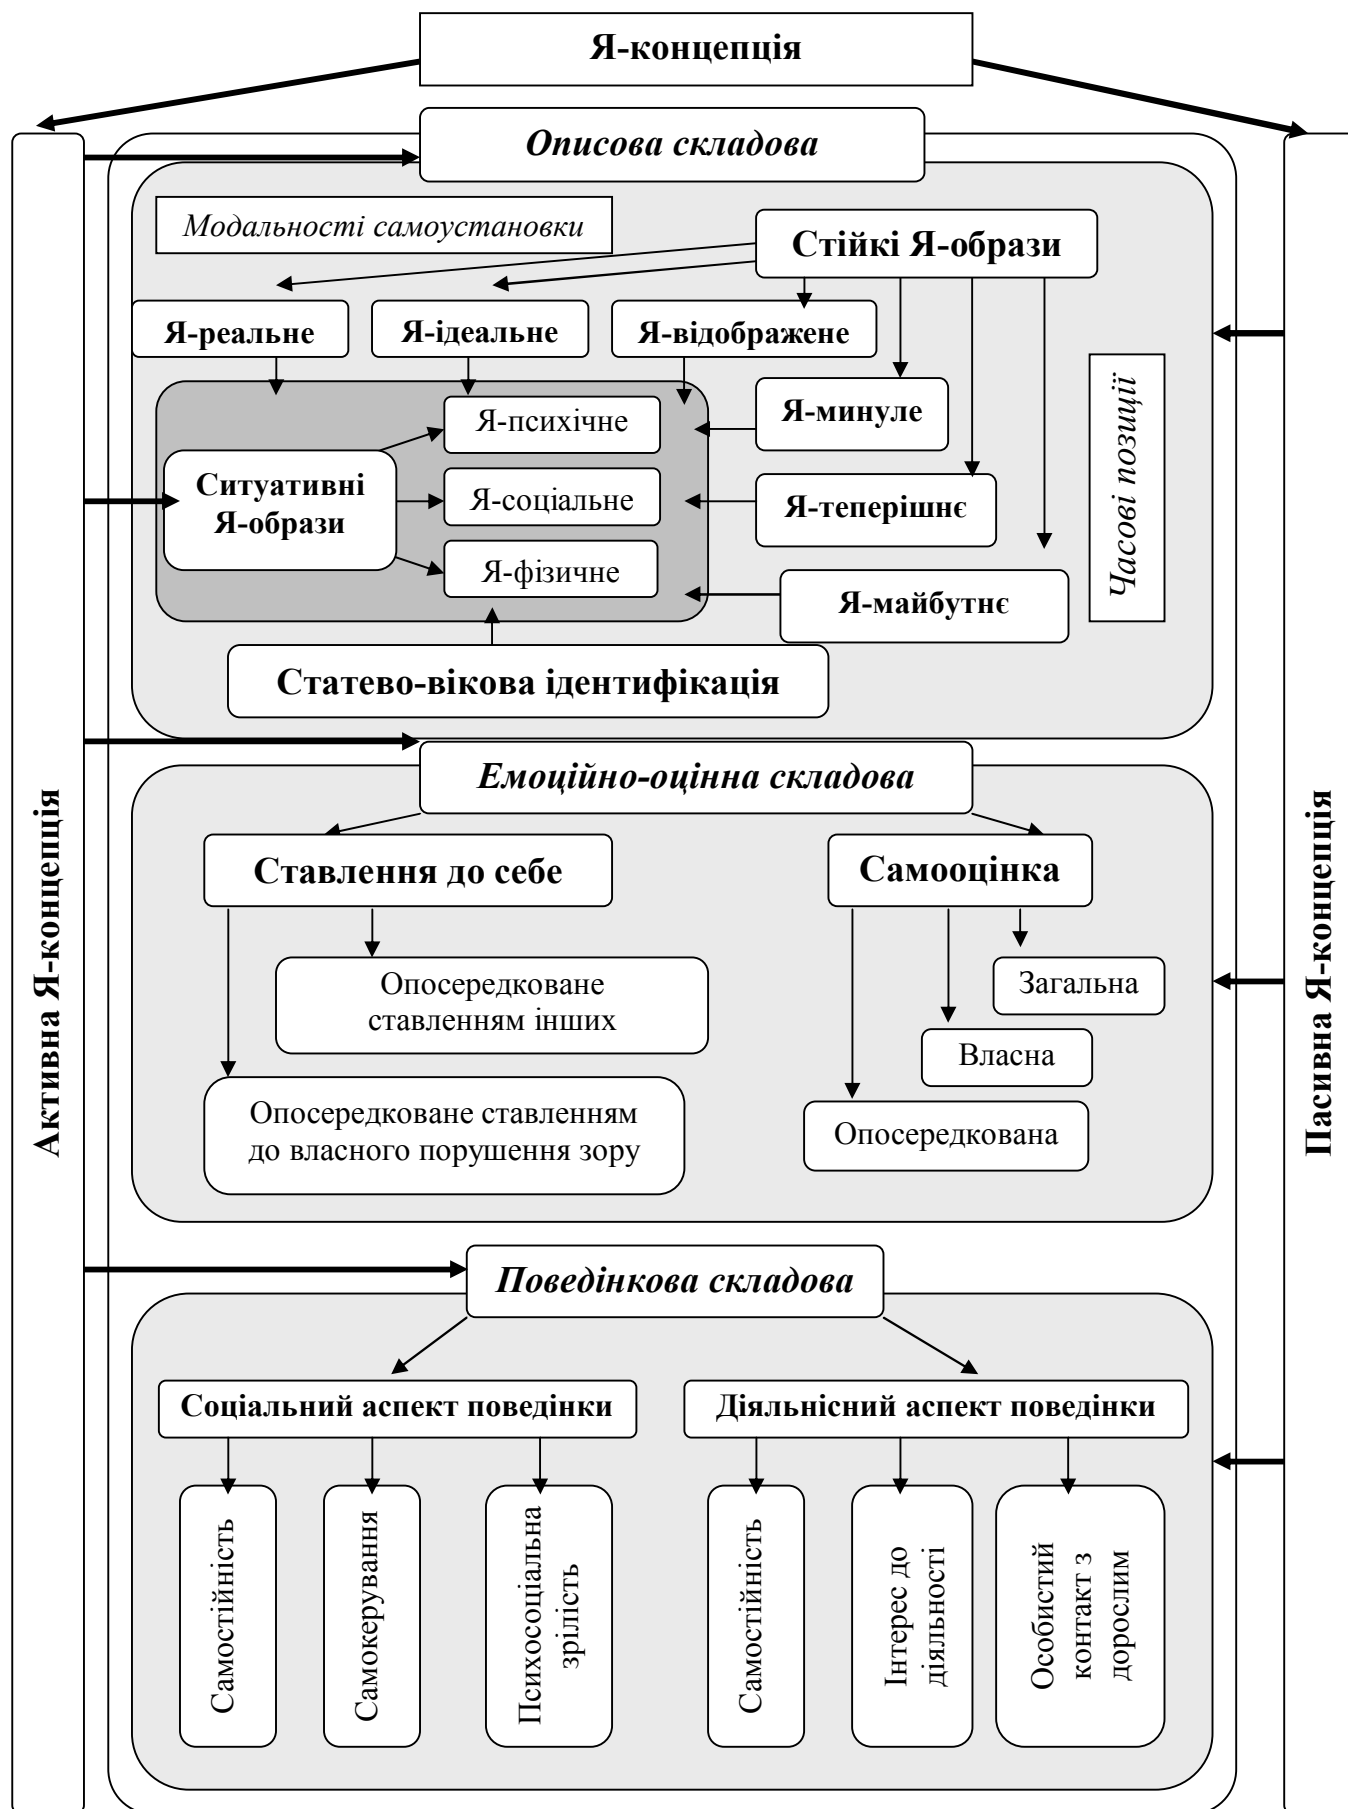 Я-концепція
Описова складова
Модальності самоустановки
Стійкі Я-образи
Я-реальне
Я-ідеальне
Я-відображене
Я-психічне
Я-минуле
Ситуативні
Я-образи
Я-соціальне
Я-теперішнє
Часові позиції
Я-фізичне
Я-майбутнє
Статево-вікова ідентифікація
Активна Я-концепція
Пасивна Я-концепція
Емоційно-оцінна складова
Ставлення до себе
Самооцінка
Опосередковане
ставленням інших
Загальна
Власна
Опосередковане ставленням
до власного порушення зору
Опосередкована
Поведінкова складова
Соціальний аспект поведінки
Діяльнісний аспект поведінки
Самостійність
Самокерування
Психосоціальна
зрілість
Самостійність
Інтерес до
діяльності
Особистий
контакт з
дорослим